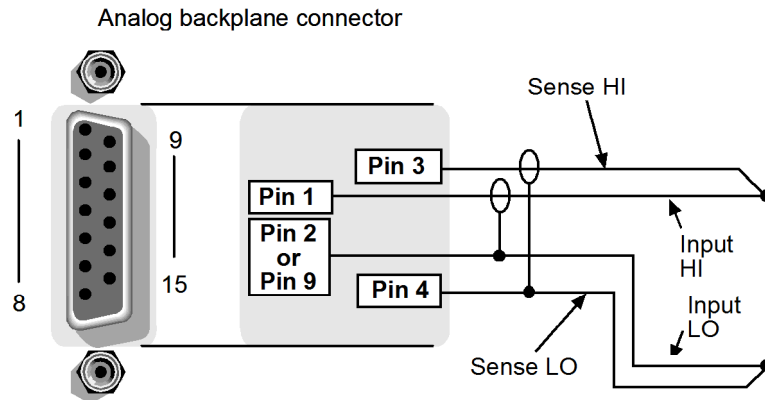 Analog backplane connector
1
9
8
15
Pin 3
Pin 1
Pin 2
or
Pin 9
Pin 4
Sense HI
Input
HI
Input
LO
Sense LO